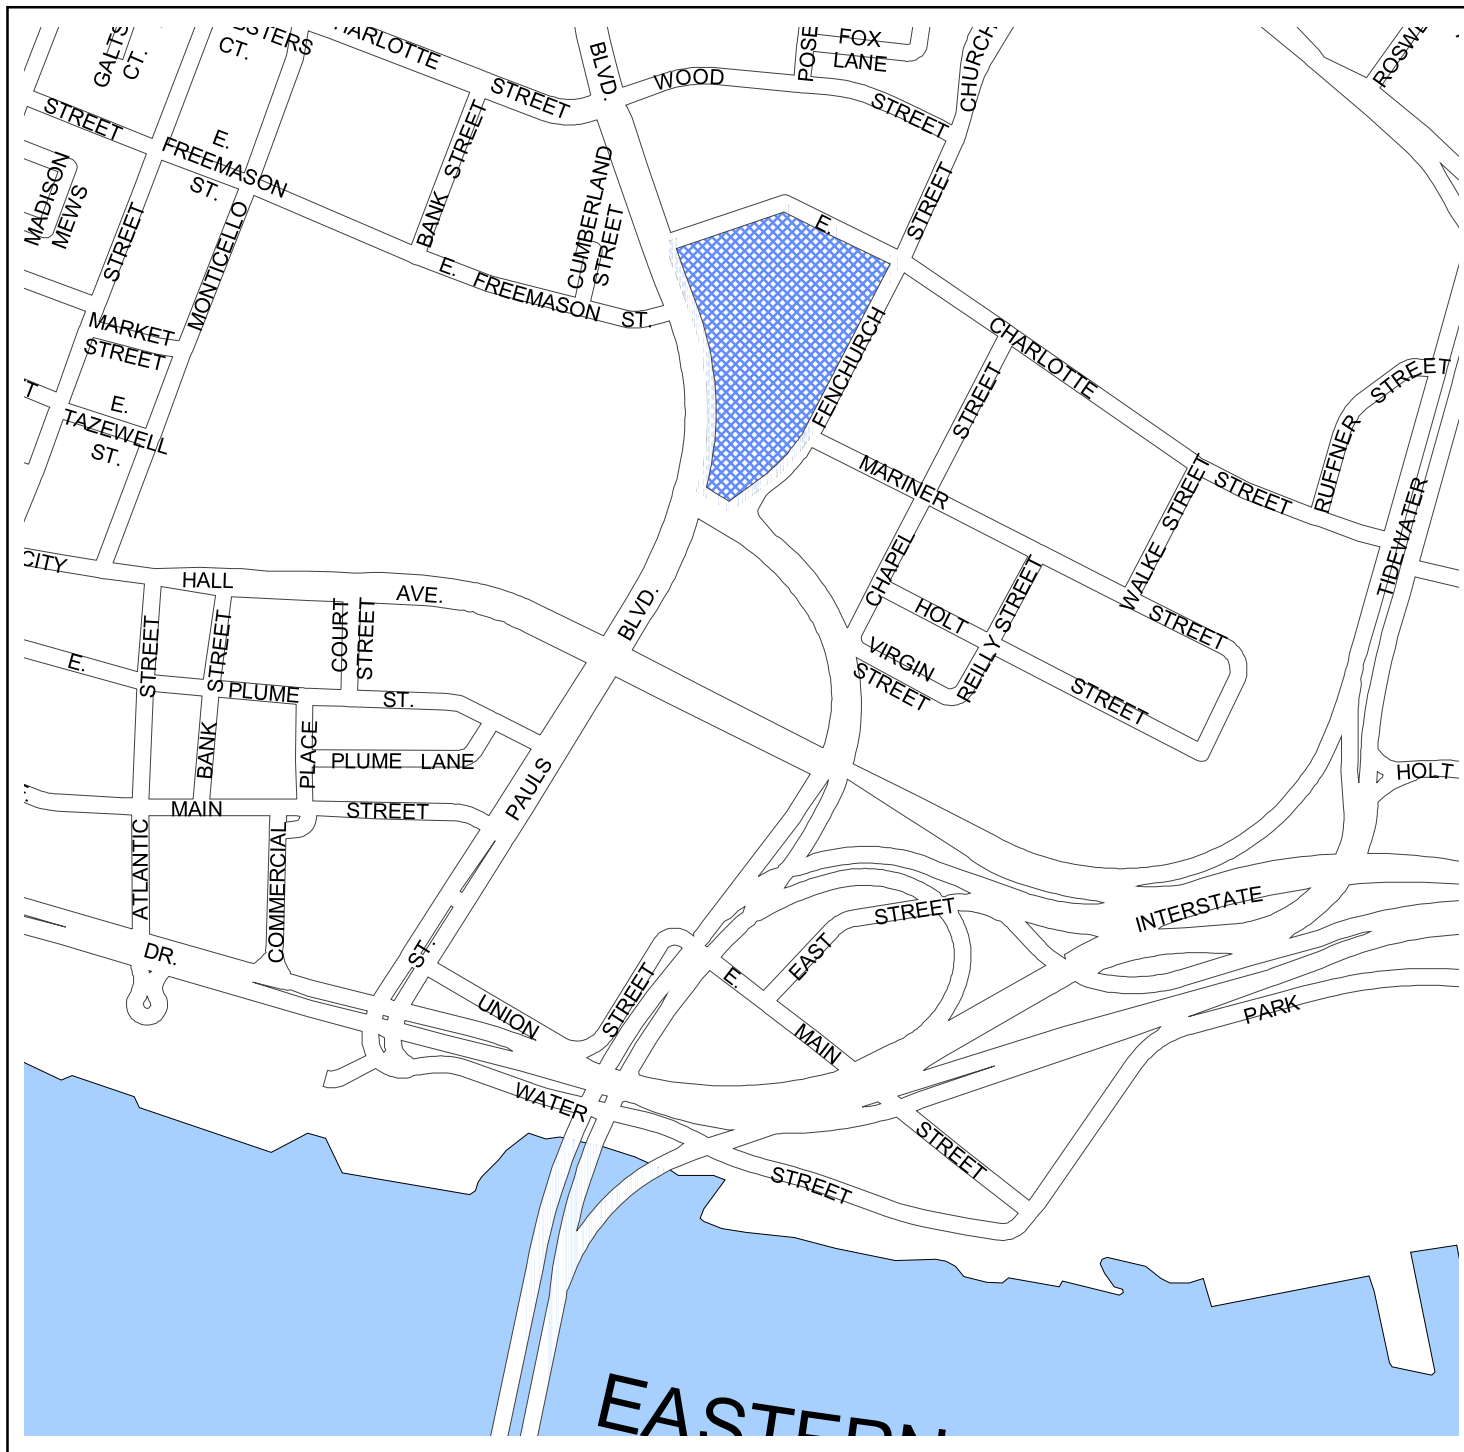 GALTS
CT.
CT.
BLVD.
WOOD
FOX
LANE
CHURCH
STREET
STREET
STREET
BANK STREET
STREET
E.
FREEMASON
ST.
MADISON
MEWS
STREET
MONTICELLO
CUMBERLAND
STREET
E.
STREET
E. FREEMASON ST.
MARKET
STREET
E.
TAZEWELL
ST.
FENCHURCH
CHARLOTTE
STREET
STREET
RUFFNER
STREET
MARINER
STREET
WALKE STREET
TIDEWATER
CITY
HALL
AVE.
BLVD.
CHAPEL
HOLT
REILLY STREET
STREET
VIRGIN
STREET
STREET
COURT
STREET
STREET
STREET
E.
PLUME
ST.
BANK
PLACE
PLUME LANE
PAULS
HOLT
MAIN
STREET
ATLANTIC
COMMERCIAL
STREET
INTERSTATE
EAST
DR.
ST.
UNION
STREET
E.
MAIN
PARK
WATER
STREET
STREET
EASTERN